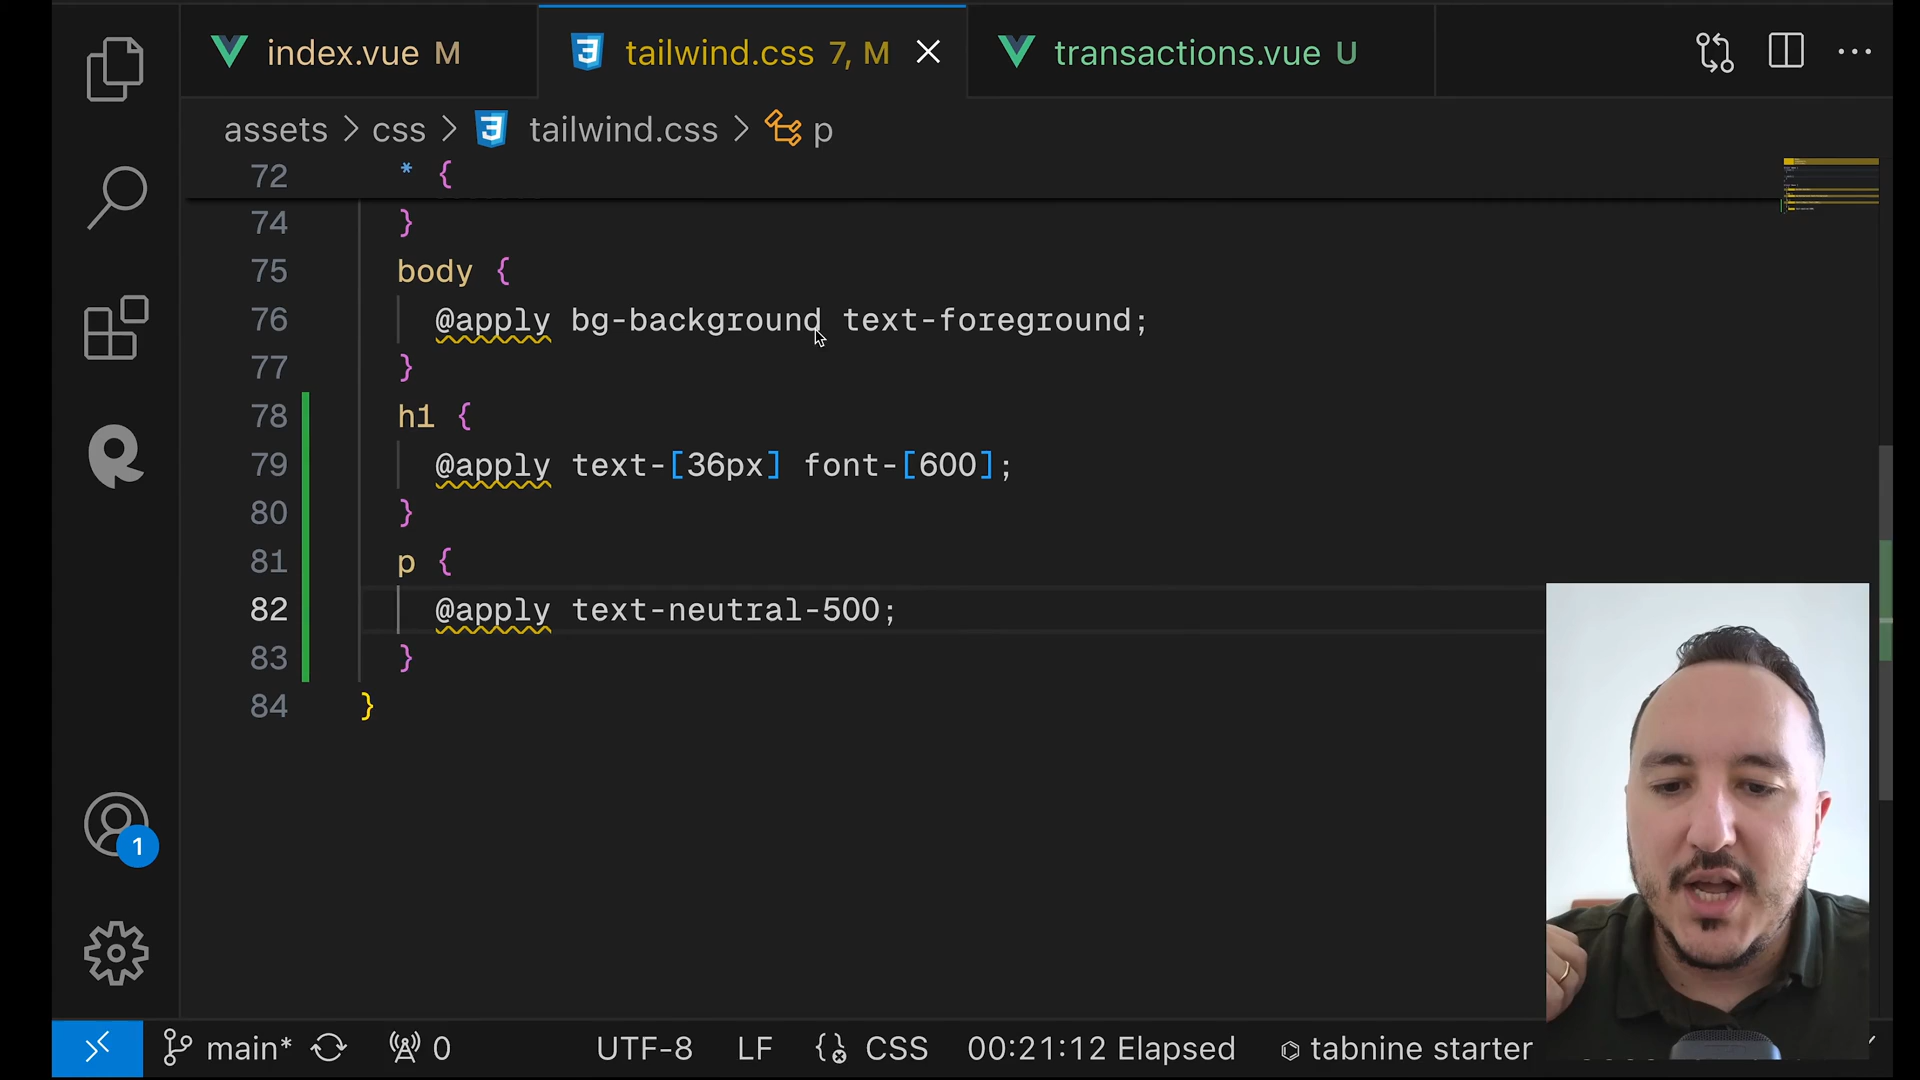 index.vue M
tailwind.css 7, M
transactions.vue U
assets > css > tailwind.css > p
72 * {
74 }
75 body {
76 @apply bg-background text-foreground;
77 }
78 h1 {
79 @apply text-[36px] font-[600];
80 }
81 p {
82 @apply text-neutral-500;
83 }
84 }
1
main* 0 UTF-8 LF CSS 00:21:12 Elapsed tabnine starter